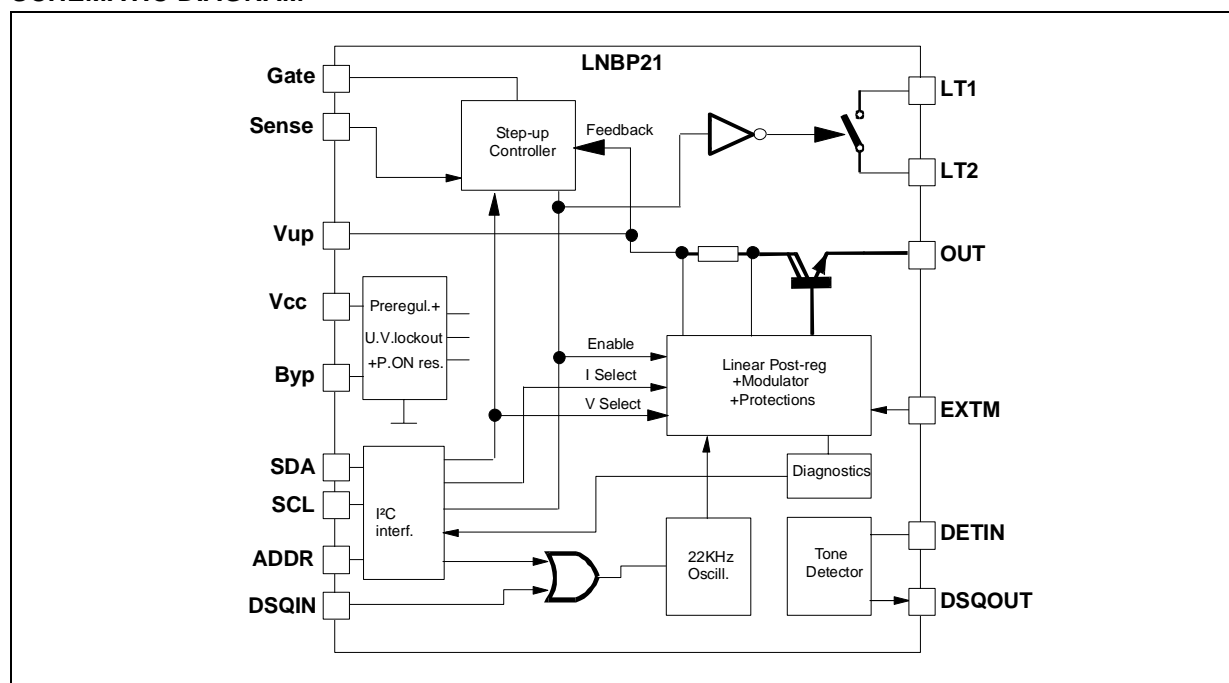 LNBP21
Gate
Sense
Vup
Vcc
Byp
SDA
SCL
ADDR
DSQIN
Step-up
Controller
Feedback
Preregul.+
U.V.lockout
+P.ON res.
I²C
interf.
Enable
I Select
V Select
Linear Post-reg
+Modulator
+Protections
Diagnostics
22KHz
Oscill.
Tone
Detector
LT1
LT2
OUT
EXTM
DETIN
DSQOUT